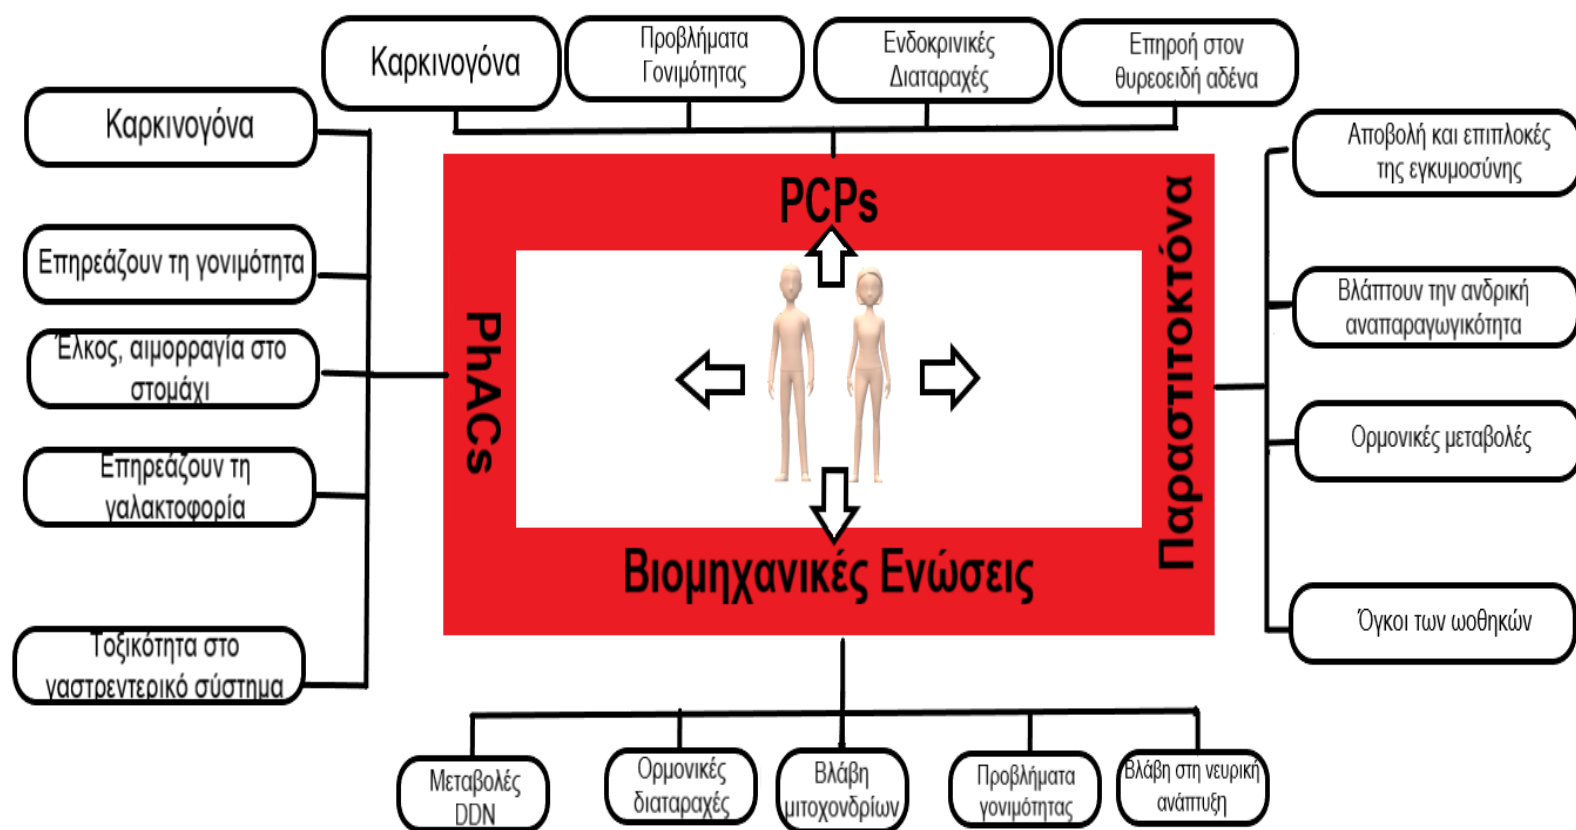 Καρκινογόνα
Προβλήματα
Γονιμότητας
Ενδοκρινικές
Διαταραχές
Επηροή στον
θυρεοειδή αδένα
Καρκινογόνα
Επηρεάζουν τη γονιμότητα
Έλκος, αιμορραγία στο
στομάχι
Επηρεάζουν τη
γαλακτοφορία
Τοξικότητα στο
γαστρεντερικό σύστημα
PCPs
PhACs
Παραστιτοκτόνα
Βιομηχανικές Ενώσεις
Αποβολή και επιπλοκές
της εγκυμοσύνης
Βλάπτουν την ανδρική
αναπαραγωγικότητα
Ορμονικές μεταβολές
Όγκοι των ωοθηκών
Μεταβολές
DDN
Ορμονικές
διαταραχές
Βλάβη
μιτοχονδρίων
Προβλήματα
γονιμότητας
Βλάβη στη νευρική
ανάπτυξη